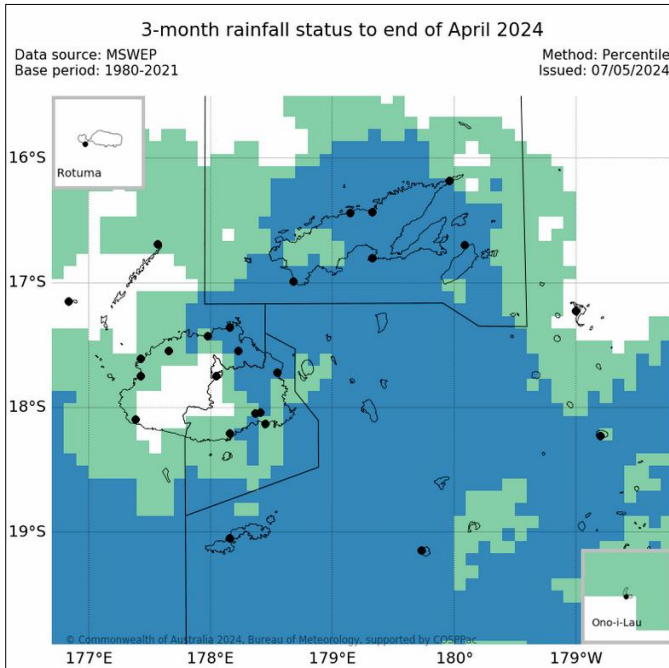 3-month rainfall status to end of April 2024
Data source: MSWEP
Method: Percentile
Base period: 1980-2021
Issued: 07/05/2024
Rotuma
16°S
17°S
18°S
19°S
Ono-i-Lau
© Commonwealth of Australia 2024, Bureau of Meteorology, supported by COSPPac
177°E
178°E
179°E
180°
179°W